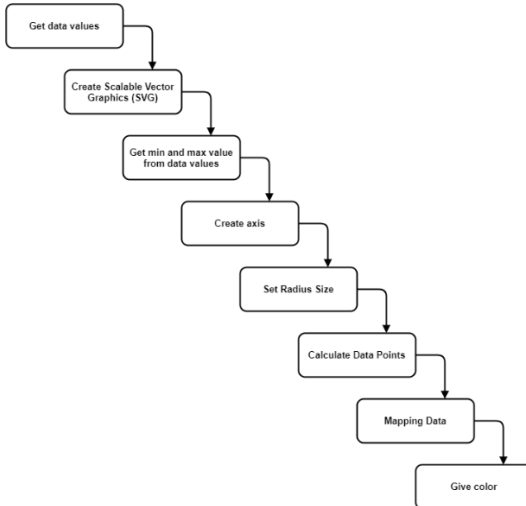 Get data values
Create Scalable Vector
Graphics (SVG)
Get min and max value
from data values
Create axis
Set Radius Size
Calculate Data Points
Mapping Data
Give color